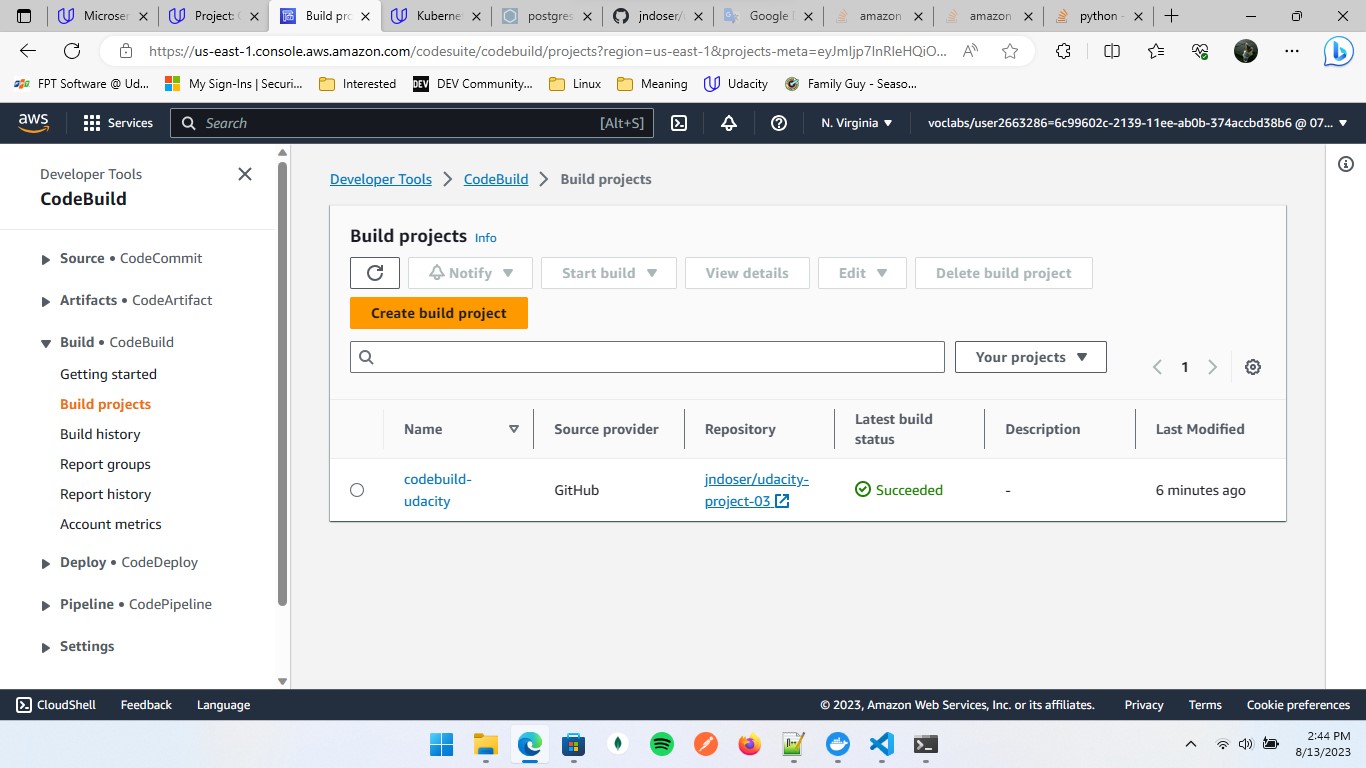 Microser
Project: C
Build pro
Kuberne
postgres
jndoser/
Google
amazon
amazon
python -
https://us-east-1.console.aws.amazon.com/codesuite/codebuild/projects?region=us-east-1&projects-meta=eyJmIjp7InRleHQiO...
FPT Software @ Ud...
My Sign-Ins | Securi...
Interested
DEV DEV Community...
Linux
Meaning
Udacity
Family Guy - Seaso...
aws
Services
Search [Alt+S]
N. Virginia
voclabs/user2663286=6c99602c-2139-11ee-ab0b-374accbd38b6 @ 07...
Developer Tools
CodeBuild
Source • CodeCommit
Artifacts • CodeArtifact
Build • CodeBuild
Getting started
Build projects
Build history
Report groups
Report history
Account metrics
Deploy • CodeDeploy
Pipeline • CodePipeline
Settings
Developer Tools > CodeBuild > Build projects
Build projects Info
Notify
Start build
View details
Edit
Delete build project
Create build project
Your projects
1
Name
Source provider
Repository
Latest build
status
Description
Last Modified
codebuild-
udacity
GitHub
jndoser/udacity-
project-03
Succeeded
-
6 minutes ago
CloudShell
Feedback
Language
© 2023, Amazon Web Services, Inc. or its affiliates.
Privacy
Terms
Cookie preferences
2:44 PM
8/13/2023